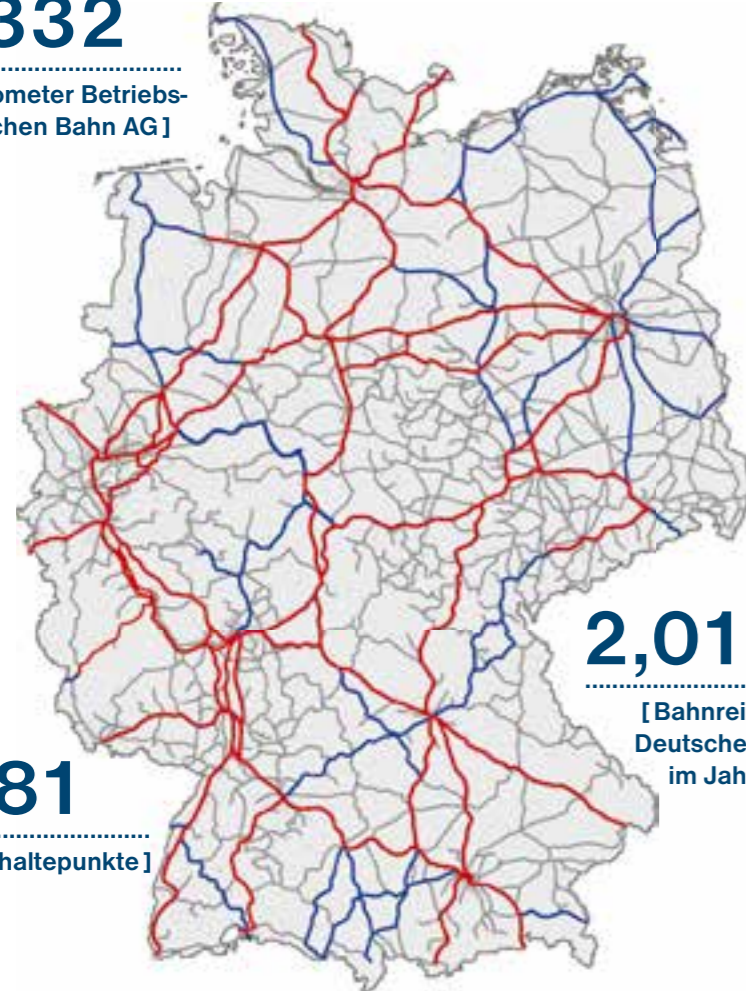 332
ometer Betriebs-
chen Bahn AG]
2,01
[Bahnrei
Deutsche
im Jah
81
haltepunkte]